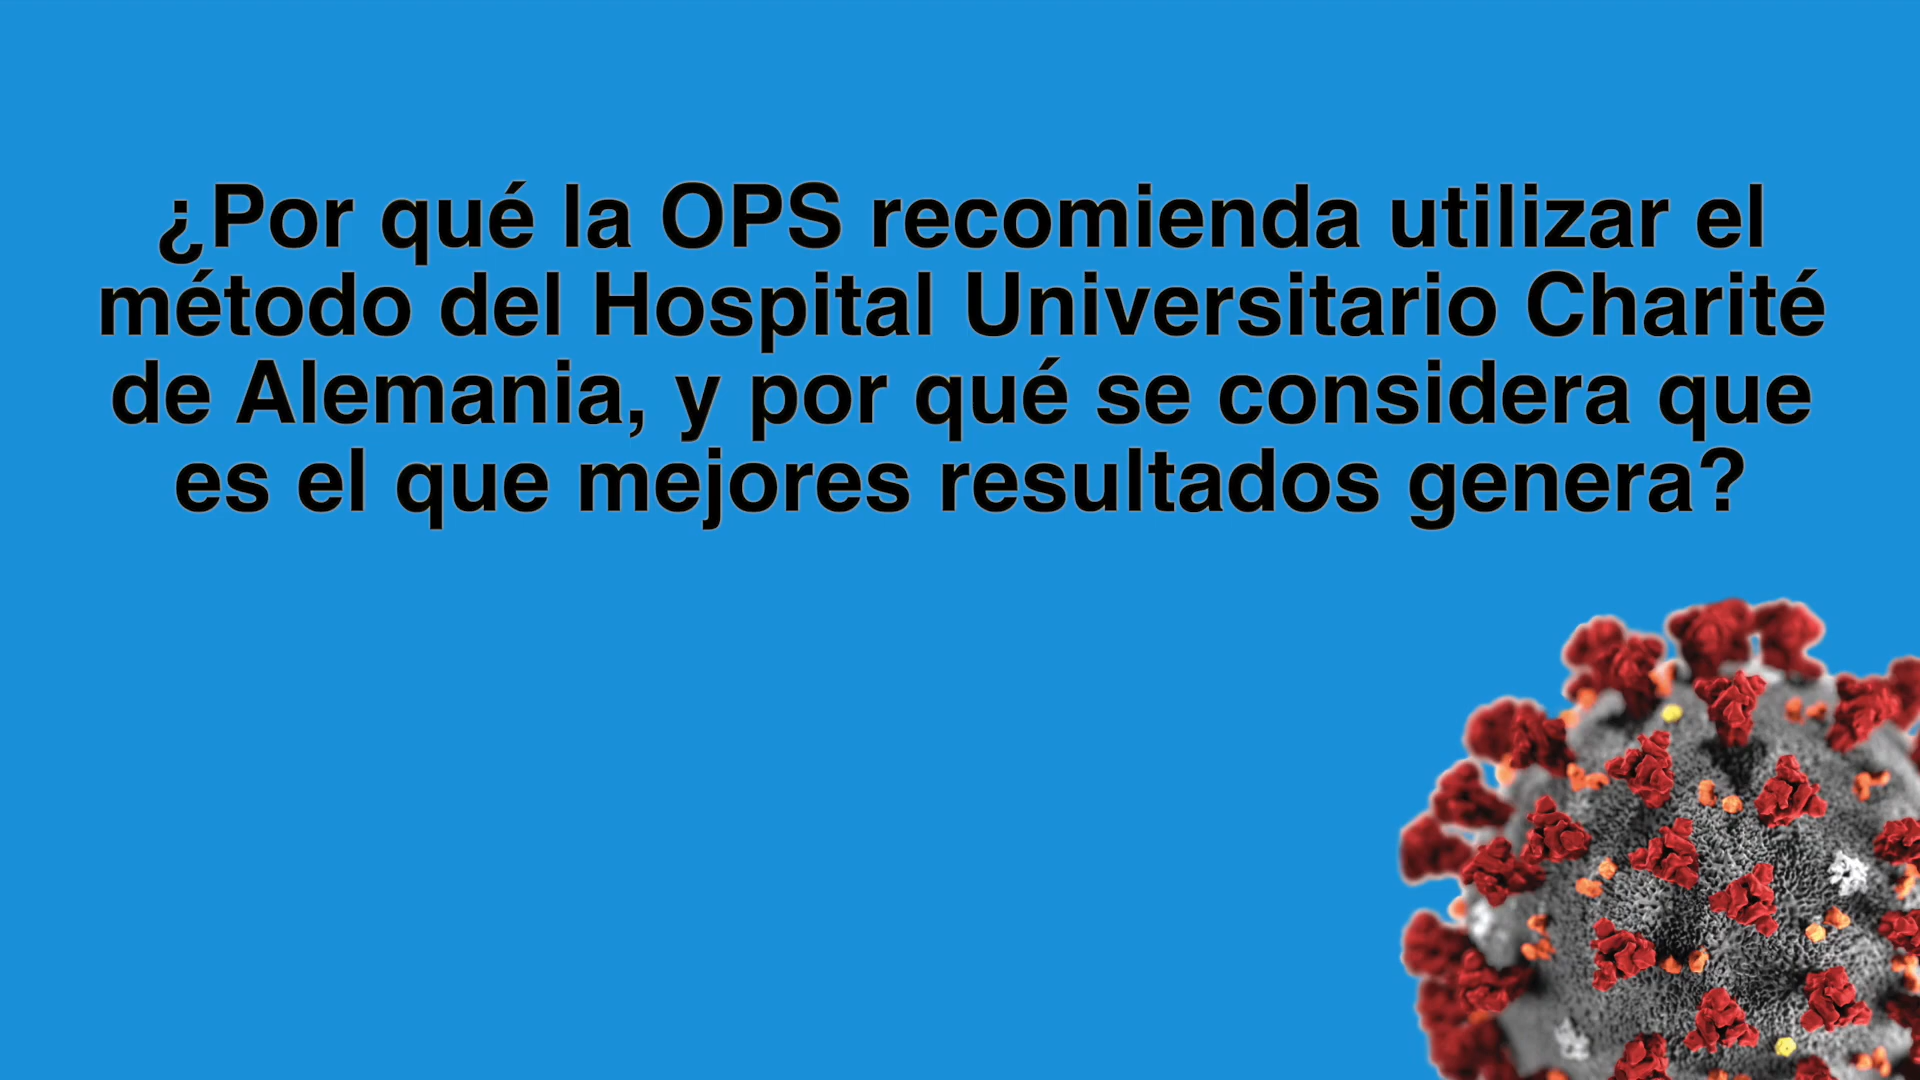 ¿Por qué la OPS recomienda utilizar el
método del Hospital Universitario Charité
de Alemania, y por qué se considera que
es el que mejores resultados genera?